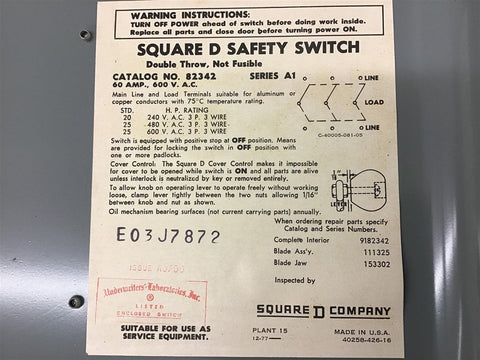 WARNING INSTRUCTIONS:
TURN OFF POWER ahead of switch before doing work inside.
Replace all parts and close door before turning power ON.
SQUARE D SAFETY SWITCH
Double Throw, Not Fusible
CATALOG NO. 82342 SERIES A1
60 AMP., 600 V. A.C.
Main Line and Load Terminals suitable for aluminum or
copper conductors with 75°C temperature rating.
STD. H. P. RATING
20 240 V. A.C. 3 P. 3 WIRE
25 480 V. A.C. 3 P. 3 WIRE
25 600 V. A.C. 3 P. 3 WIRE
LINE
LOAD
LINE
C-40005-081-05
Switch is equipped with positive stop at OFF position. Means
are provided for locking the switch in OFF position with one
or more padlocks.
Cover Control: The Square D Cover Control makes it impossible
for cover to be opened while switch is ON and all parts are alive
unless interlock is neutralized by key or removed entirely.
To allow knob on operating lever to operate freely without working
loose, clamp lever tightly between the two nuts allowing 1/16"
between knob and nut as shown.
Oil mechanism bearing surfaces (not current carrying parts) annually.
LEVER
When ordering repair parts specify
Catalog and Series Numbers.
Complete Interior 9182342
Blade Ass'y. 111325
Blade Jaw 153302
Inspected by
E03J7872
Underwriters' Laboratories, Inc.
®
LISTED
ENCLOSED SWITCH
SUITABLE FOR USE AS
SERVICE EQUIPMENT.
SQUARE D COMPANY
PLANT 15 MADE IN U.S.A.
12-77 40258-426-16